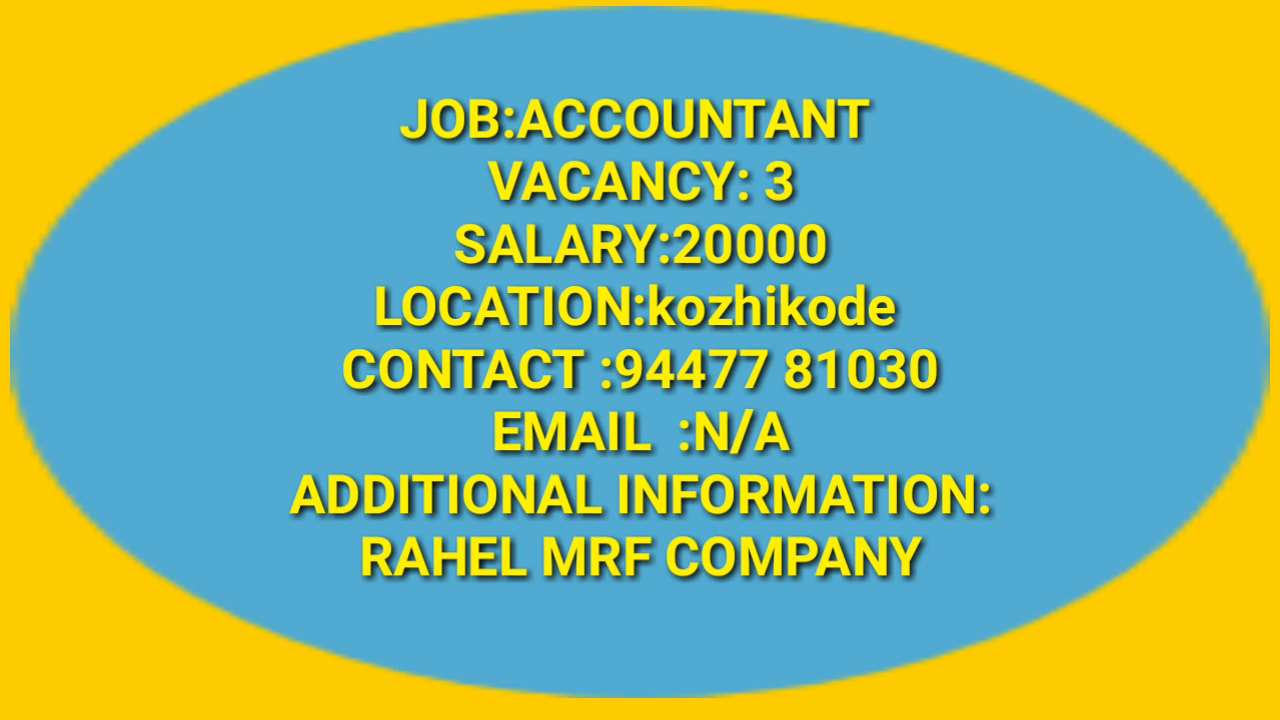 JOB:ACCOUNTANT
VACANCY: 3
SALARY:20000
LOCATION:kozhikode
CONTACT :94477 81030
EMAIL  :N/A
ADDITIONAL INFORMATION:
RAHEL MRF COMPANY